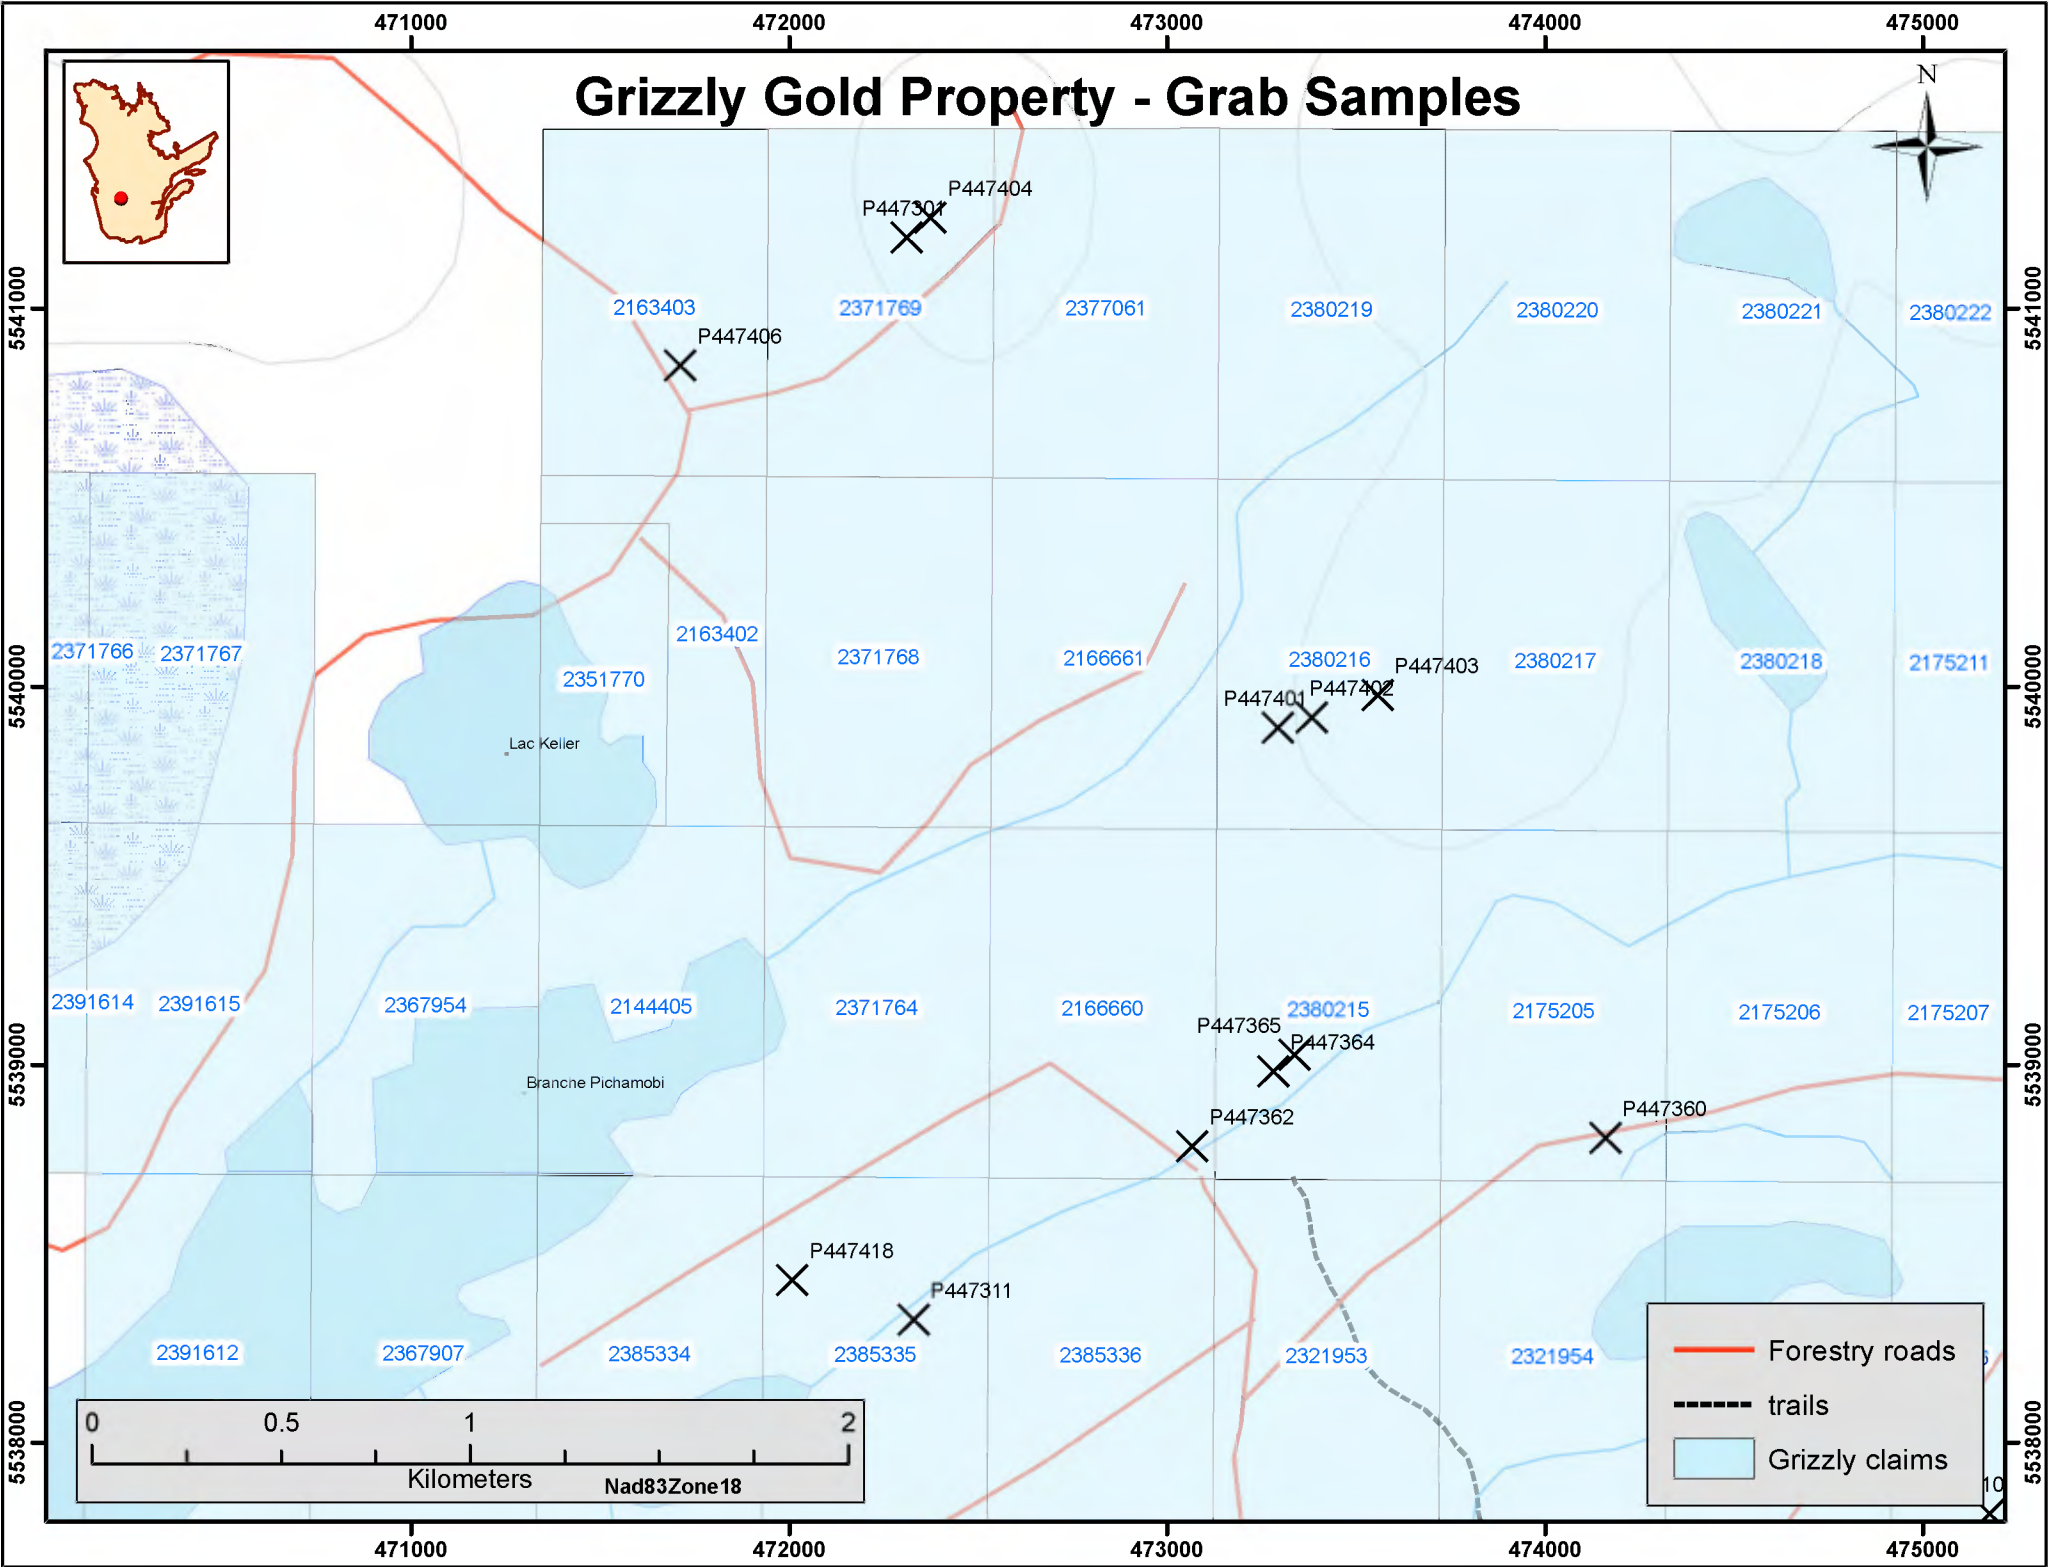 471000 472000 473000 474000 475000
Grizzly Gold Property - Grab Samples
N
P447404
P447301
5541000 2163403 2371769 2377061 2380219 2380220 2380221 2380222 5541000
P447406
2163402
2371766 2371767 2371768 2166661 2380216 2380217 2380218 2175211
P447403
2351770
P447401 P447402
5540000 5540000
Lac Keller
2391614 2391615 2367954 2144405 2371764 2166660 2380215 2175205 2175206 2175207
P447365
P447364
5539000 5539000
Branche Pichamobi
P447362 P447360
P447418
P447311
2391612 2367907 2385334 2385335 2385336 2321953 2321954
Forestry roads
trails
Grizzly claims
0 0.5 1 2
Kilometers Nad83Zone18
5538000 5538000
10
471000 472000 473000 474000 475000